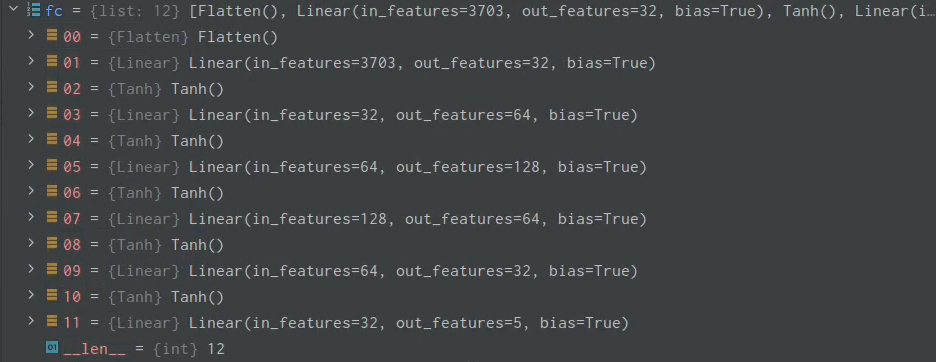 fc = {list: 12} [Flatten(), Linear(in_features=3703, out_features=32, bias=True), Tanh(), Linear(i...
00 = {Flatten} Flatten()
01 = {Linear} Linear(in_features=3703, out_features=32, bias=True)
02 = {Tanh} Tanh()
03 = {Linear} Linear(in_features=32, out_features=64, bias=True)
04 = {Tanh} Tanh()
05 = {Linear} Linear(in_features=64, out_features=128, bias=True)
06 = {Tanh} Tanh()
07 = {Linear} Linear(in_features=128, out_features=64, bias=True)
08 = {Tanh} Tanh()
09 = {Linear} Linear(in_features=64, out_features=32, bias=True)
10 = {Tanh} Tanh()
11 = {Linear} Linear(in_features=32, out_features=5, bias=True)
01 __len__ = {int} 12